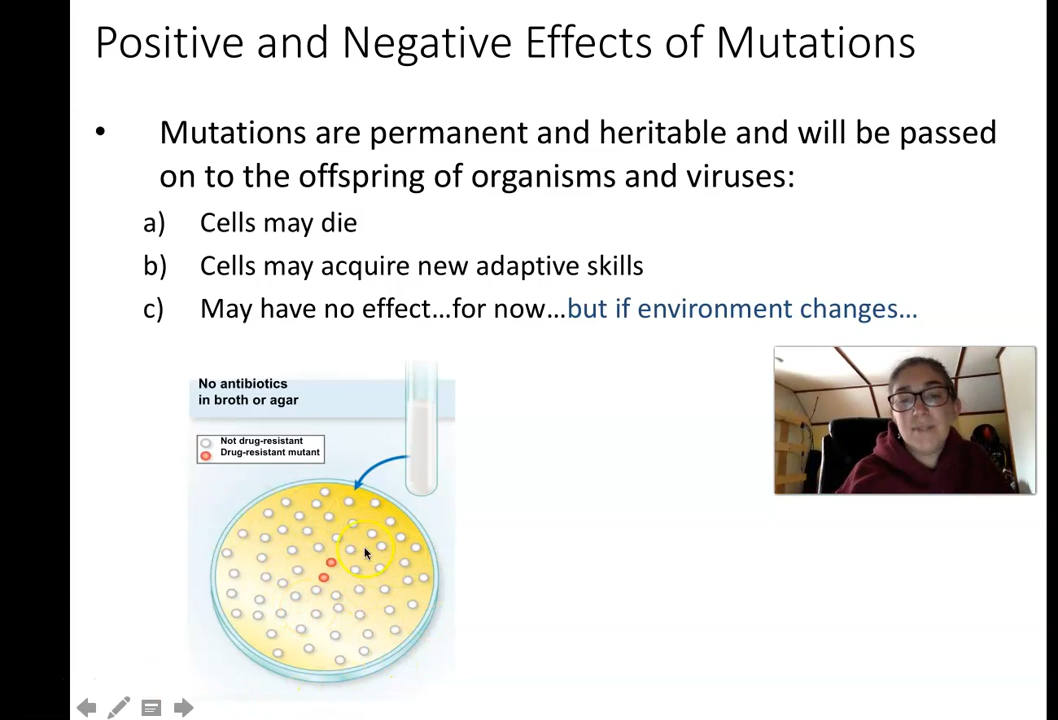 Positive and Negative Effects of Mutations
• Mutations are permanent and heritable and will be passed
on to the offspring of organisms and viruses:
a) Cells may die
b) Cells may acquire new adaptive skills
c) May have no effect...for now...but if environment changes...
No antibiotics
in broth or agar
Not drug-resistant
Drug-resistant mutant